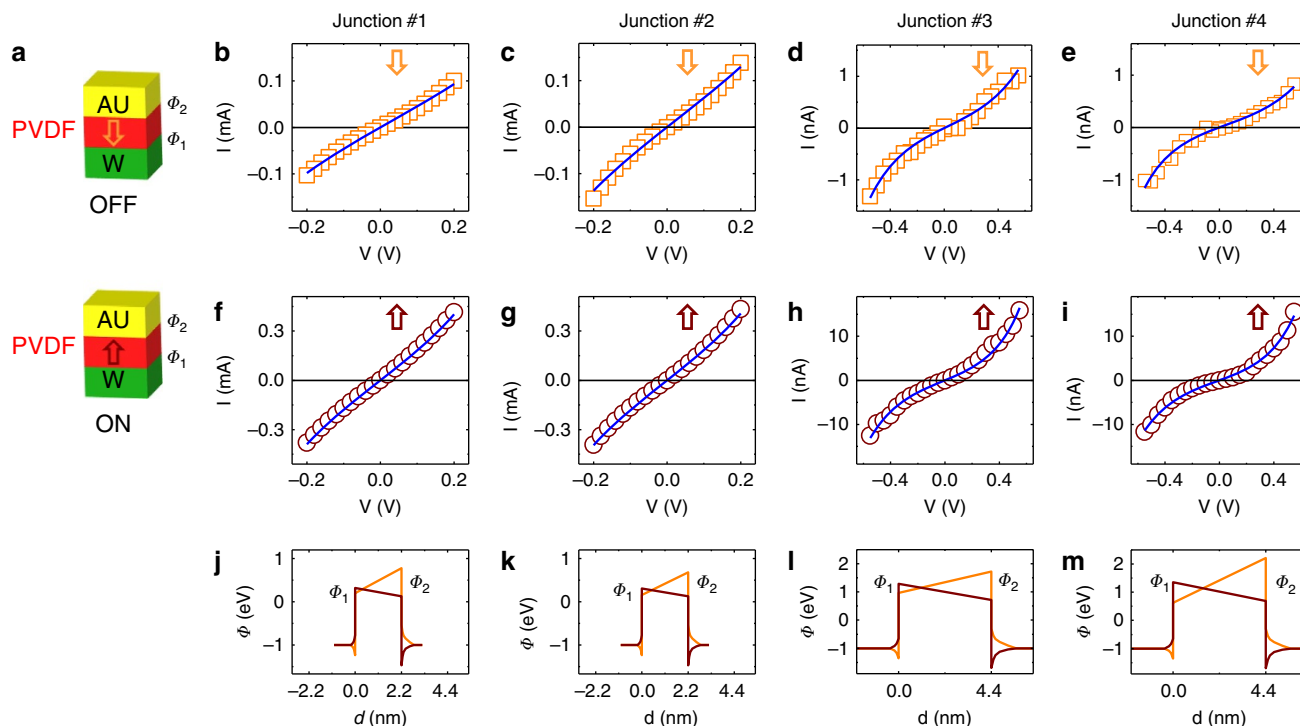 Junction #1 Junction #2 Junction #3 Junction #4
a
AU Φ2
PVDF Φ1
W
OFF
b
0.1
0.0
−0.1
I (mA)
−0.2 0.0 0.2
V (V)
c
0.1
0.0
−0.1
I (mA)
−0.2 0.0 0.2
V (V)
d
1
0
−1
I (nA)
−0.4 0.0 0.4
V (V)
e
1
0
−1
I (nA)
−0.4 0.0 0.4
V (V)
AU Φ2
PVDF Φ1
W
ON
f
0.3
0.0
−0.3
I (mA)
−0.2 0.0 0.2
V (V)
g
0.3
0.0
−0.3
I (mA)
−0.2 0.0 0.2
V (V)
h
10
0
−10
I (nA)
−0.4 0.0 0.4
V (V)
i
10
0
−10
I (nA)
−0.4 0.0 0.4
V (V)
j
1
0
−1
Φ (eV)
Φ1 Φ2
−2.2 0.0 2.2 4.4
d (nm)
k
1
0
−1
Φ (eV)
Φ1 Φ2
−2.2 0.0 2.2 4.4
d (nm)
l
2
1
0
−1
Φ (eV)
Φ1 Φ2
0.0 4.4
d (nm)
m
2
1
0
−1
Φ (eV)
Φ1 Φ2
0.0 4.4
d (nm)